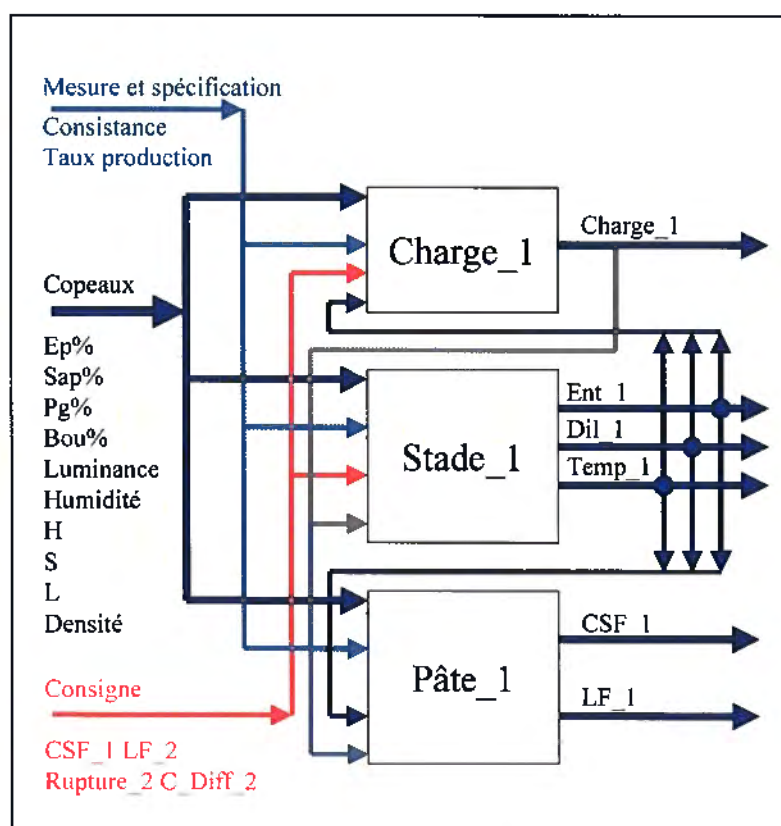 Mesure et spécification
Consistance
Taux production
Charge_1
Charge_1
Copeaux
Ep%
Sap%
Pg%
Bou%
Luminance
Humidité
H
S
L
Densité
Stade_1
Ent_1
Dil_1
Temp_1
Pâte_1
CSF_1
LF_1
Consigne
CSF_1 LF_2
Rupture_2 C_Diff_2